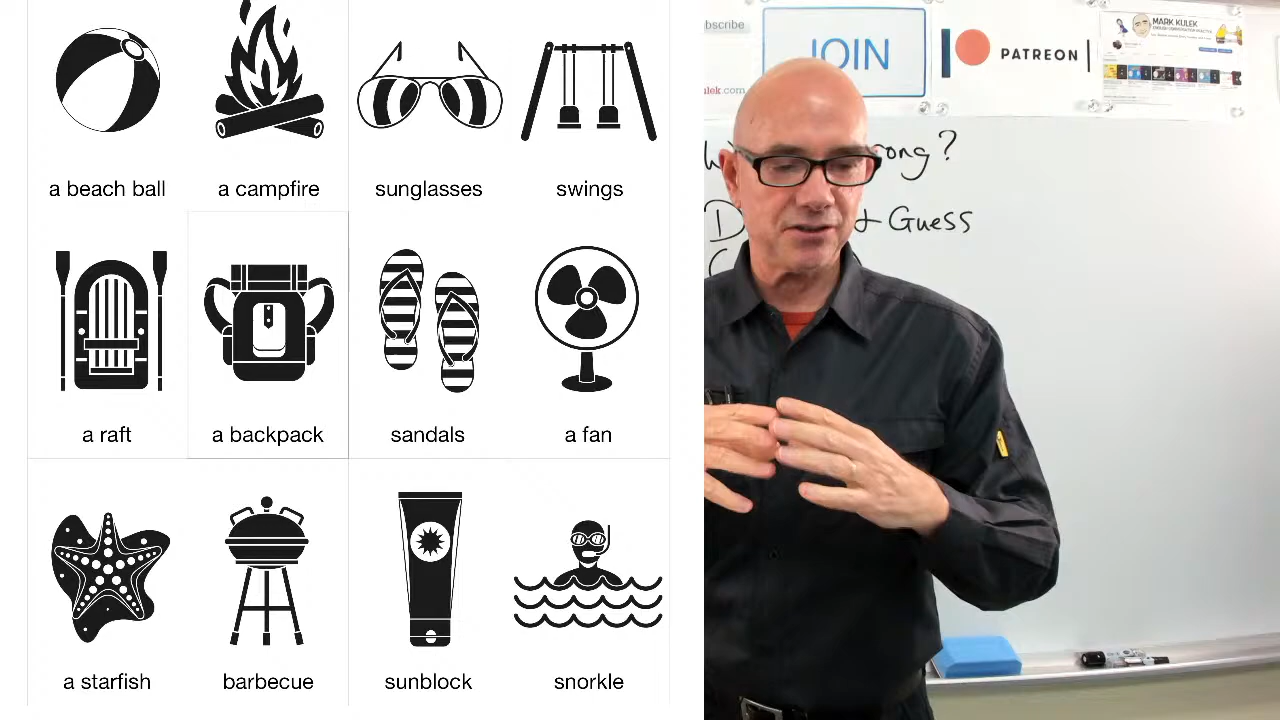 a beach ball
a campfire
sunglasses
swings
a raft
a backpack
sandals
a fan
a starfish
barbecue
sunblock
snorkle
JOIN
PATREON
MARK KULEK
? 
Guess